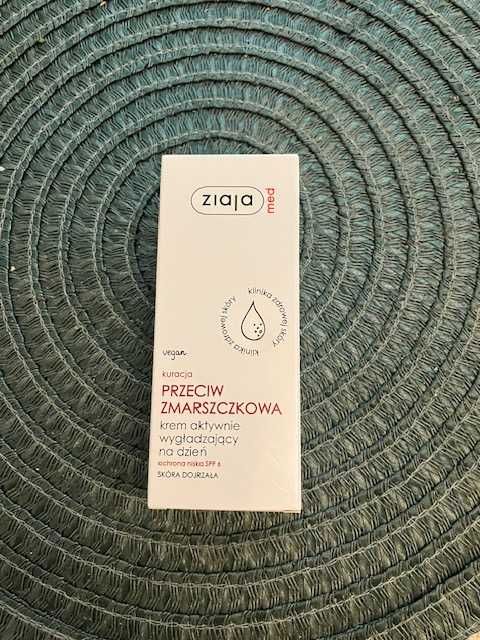 ziaja
med
klinika zdrowej skóry
klinika zdrowej skóry
vegan
kuracja
PRZECIW
ZMARSZCZKOWA
krem aktywnie
wygładzający
na dzień
ochrona niska SPF 6
SKÓRA DOJRZAŁA